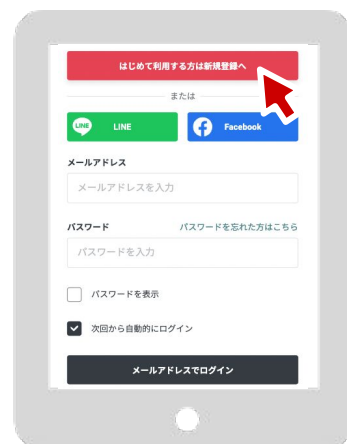 はじめて利用する方は新規登録へ
または
LINE LINE
Facebook
メールアドレス
メールアドレスを入力
パスワード パスワードを忘れた方はこちら
パスワードを入力
パスワードを表示
次回から自動的にログイン
メールアドレスでログイン